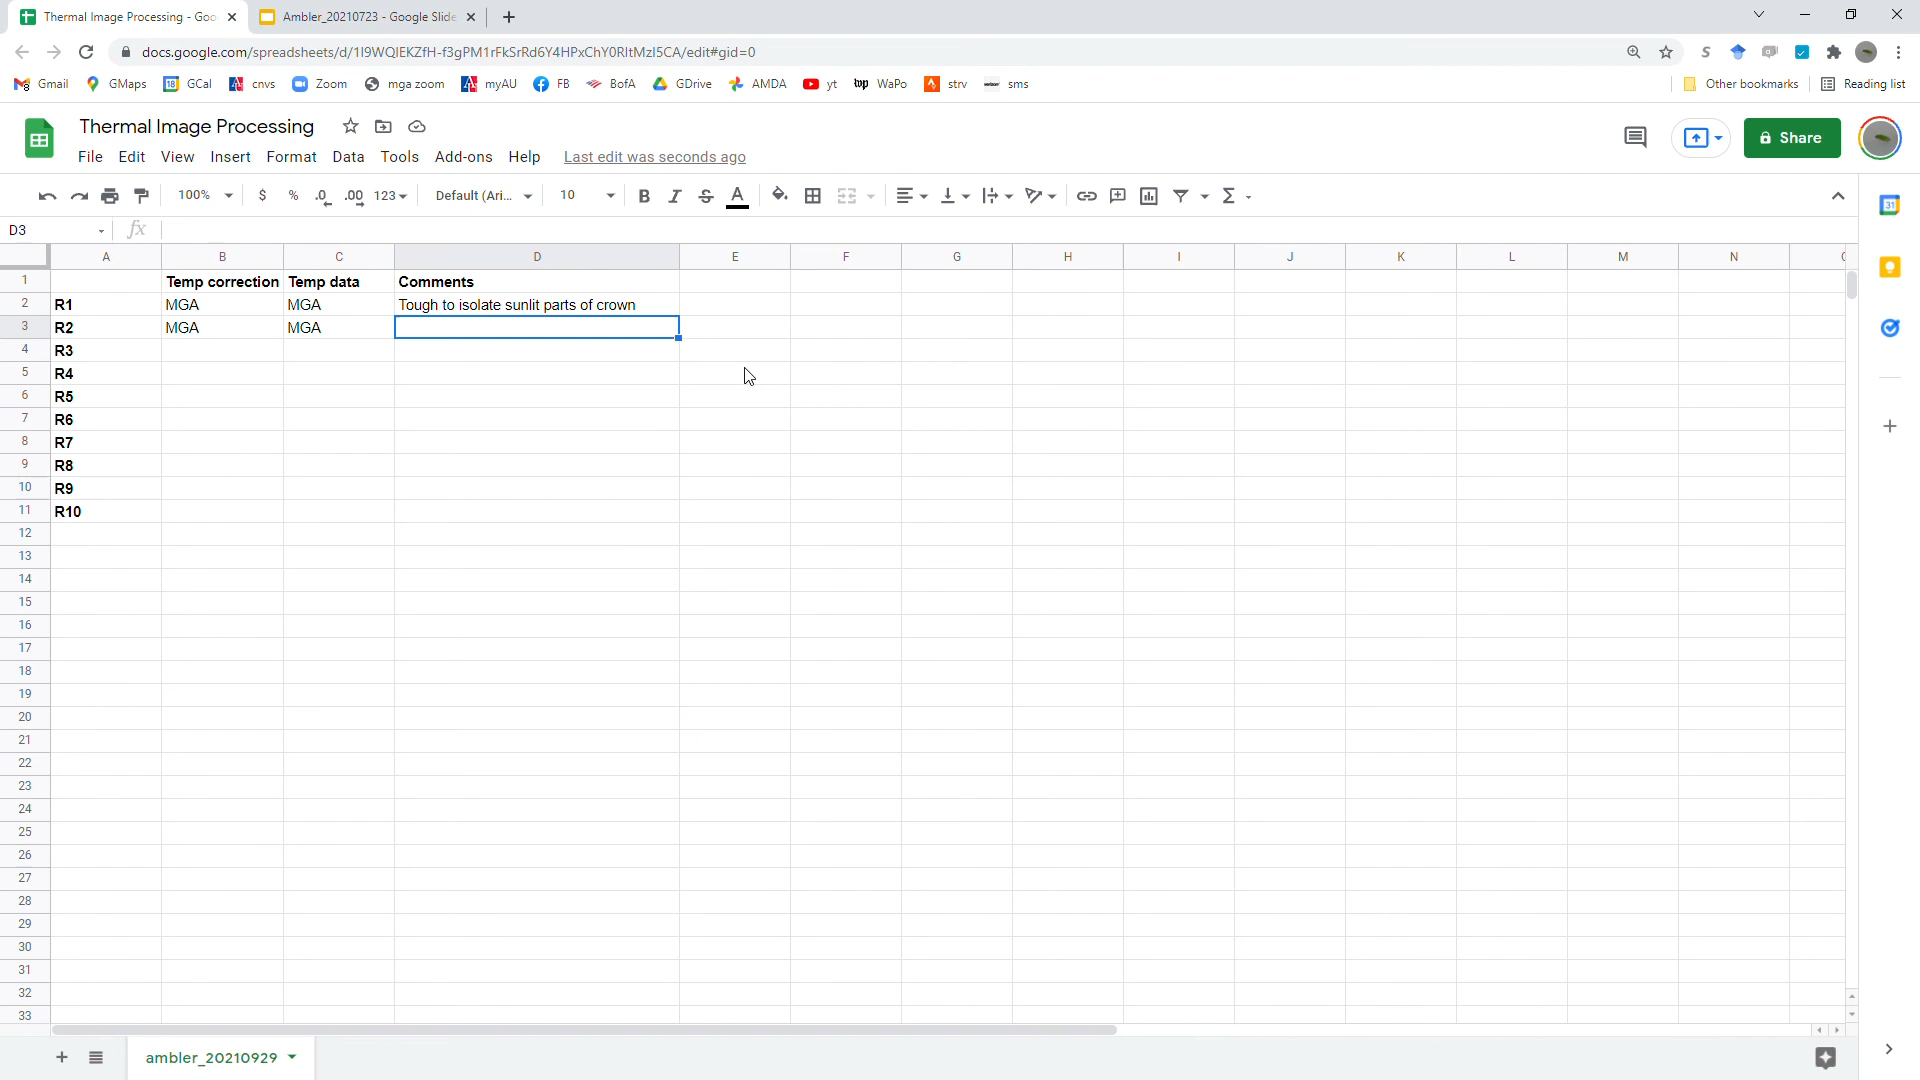 Thermal Image Processing - Goo
Ambler_20210723 - Google Slide
docs.google.com/spreadsheets/d/1I9WQIEKZfH-f3gPM1rFkSrRd6Y4HPxChY0RItMzI5CA/edit#gid=0
Gmail GMaps GCal cnvs Zoom mga zoom myAU FB BofA GDrive AMDA yt WaPo strv sms Other bookmarks Reading list
Thermal Image Processing
Share
File Edit View Insert Format Data Tools Add-ons Help Last edit was seconds ago
100% $ % .0 .00 123 Default (Ari... 10 B I S A
D3 fx
A B C D E F G H I J K L M N
1 Temp correction Temp data Comments
2 R1 MGA MGA Tough to isolate sunlit parts of crown
3 R2 MGA MGA
4 R3
5 R4
6 R5
7 R6
8 R7
9 R8
10 R9
11 R10
12
13
14
15
16
17
18
19
20
21
22
23
24
25
26
27
28
29
30
31
32
33
ambler_20210929